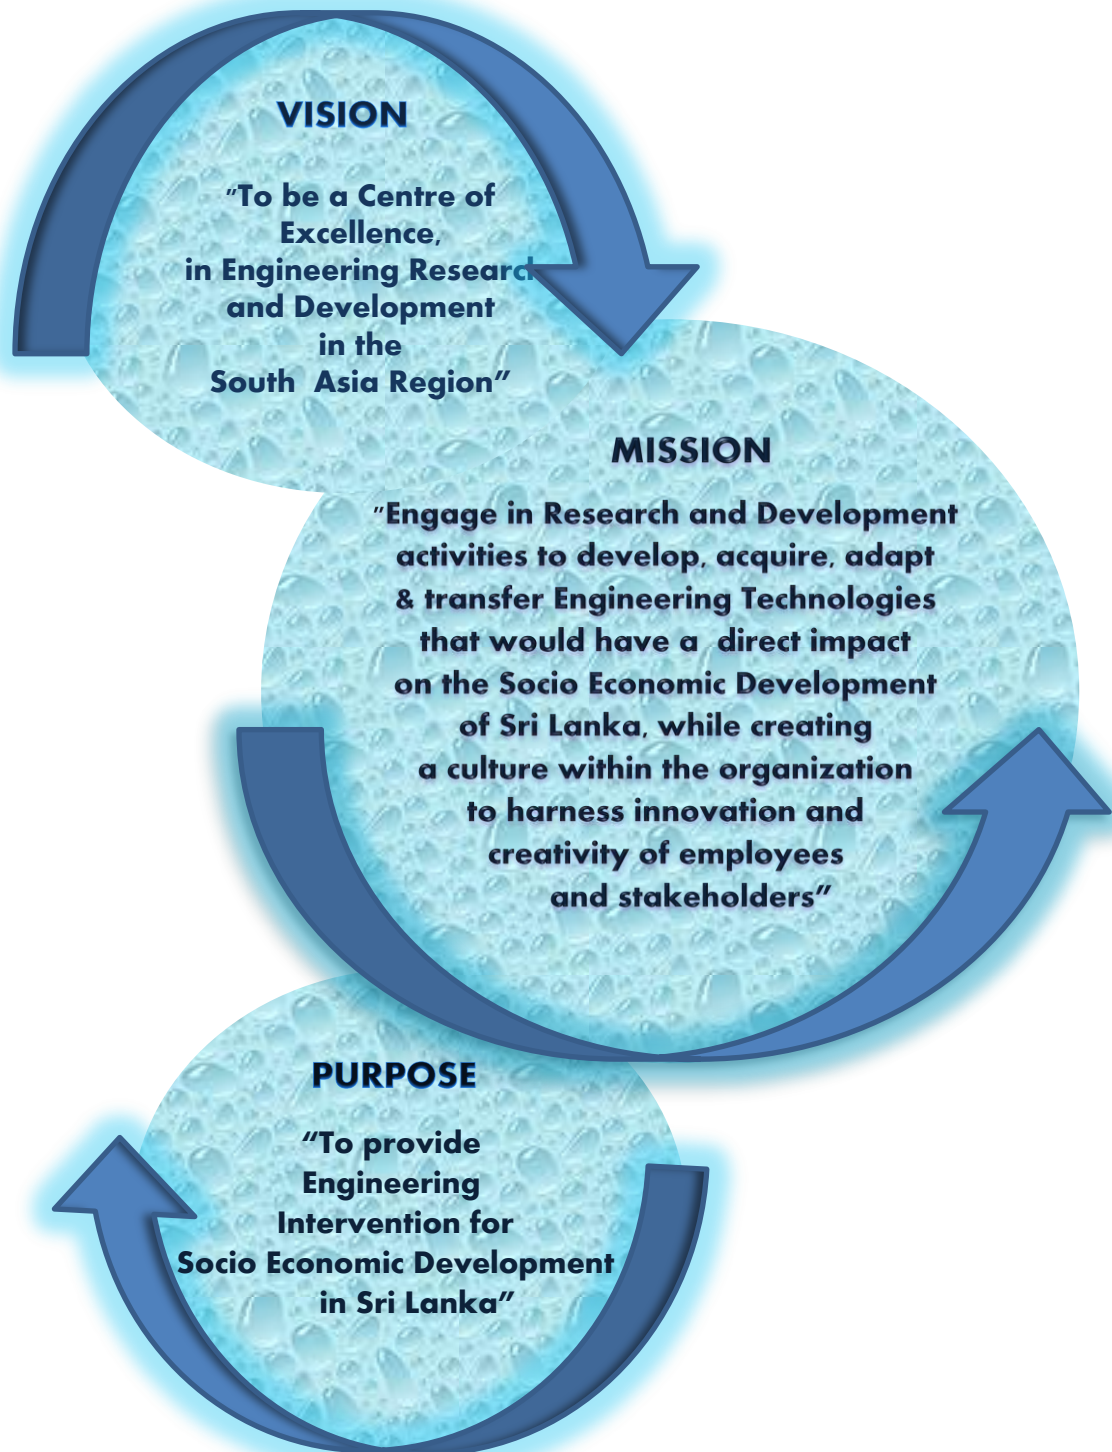 VISION
"To be a Centre of
Excellence,
in Engineering Research
and Development
in the
South Asia Region"
MISSION
"Engage in Research and Development
activities to develop, acquire, adapt
& transfer Engineering Technologies
that would have a direct impact
on the Socio Economic Development
of Sri Lanka, while creating
a culture within the organization
to harness innovation and
creativity of employees
and stakeholders"
PURPOSE
“To provide
Engineering
Intervention for
Socio Economic Development
in Sri Lanka”